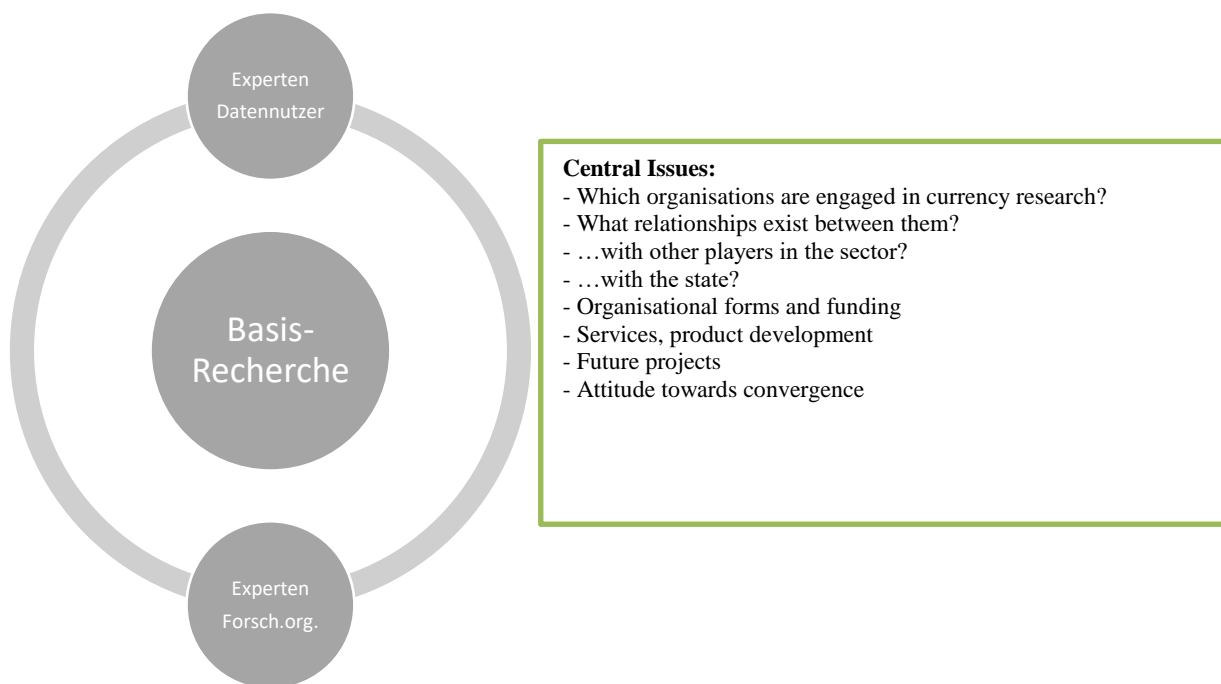 Experten
Datennutzer
Basis-
Recherche
Experten
Forsch.org.
Central Issues:
- Which organisations are engaged in currency research?
- What relationships exist between them?
- …with other players in the sector?
- …with the state?
- Organisational forms and funding
- Services, product development
- Future projects
- Attitude towards convergence